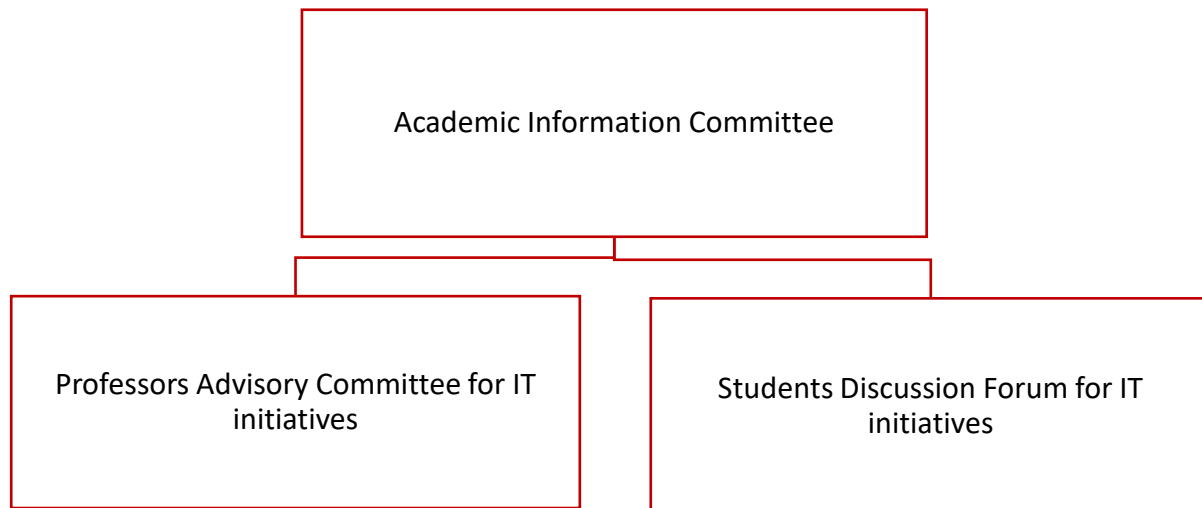 Academic Information Committee
Professors Advisory Committee for IT
initiatives
Students Discussion Forum for IT
initiatives